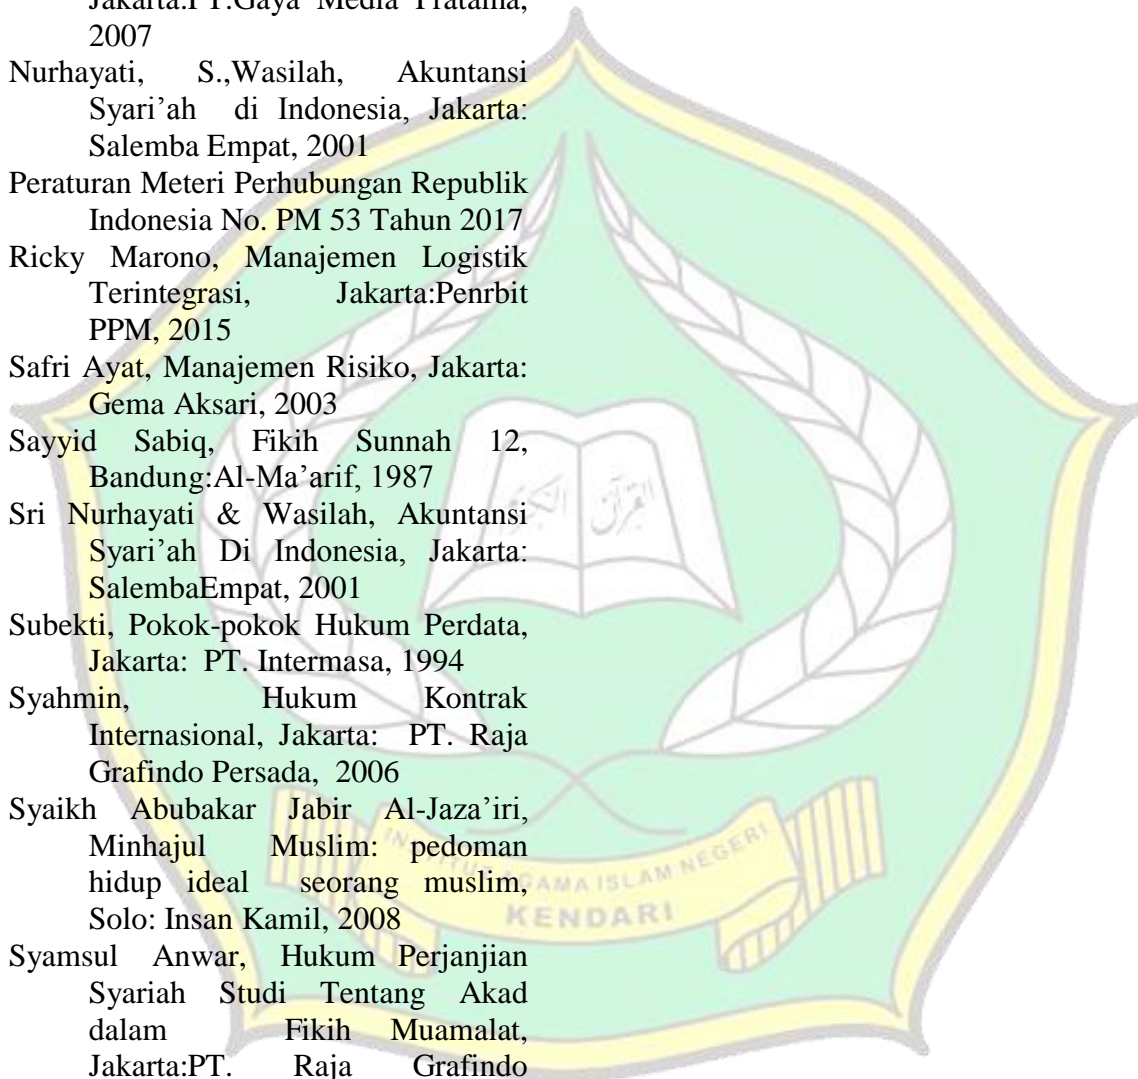 Jakarta:PT.Gaya Media Pratama,
2007
Nurhayati, S.,Wasilah, Akuntansi
Syari’ah di Indonesia, Jakarta:
Salemba Empat, 2001
Peraturan Meteri Perhubungan Republik
Indonesia No. PM 53 Tahun 2017
Ricky Marono, Manajemen Logistik
Terintegrasi, Jakarta:Penrbit
PPM, 2015
Safri Ayat, Manajemen Risiko, Jakarta:
Gema Aksari, 2003
Sayyid Sabiq, Fikih Sunnah 12,
Bandung:Al-Ma’arif, 1987
Sri Nurhayati & Wasilah, Akuntansi
Syari’ah Di Indonesia, Jakarta:
SalembaEmpat, 2001
Subekti, Pokok-pokok Hukum Perdata,
Jakarta: PT. Intermasa, 1994
Syahmin, Hukum Kontrak
Internasional, Jakarta: PT. Raja
Grafindo Persada, 2006
Syaikh Abubakar Jabir Al-Jaza’iri,
Minhajul Muslim: pedoman
hidup ideal seorang muslim,
Solo: Insan Kamil, 2008
Syamsul Anwar, Hukum Perjanjian
Syariah Studi Tentang Akad
dalam Fikih Muamalat,
Jakarta:PT. Raja Grafindo
القرآن الكريم
INSTITUT AGAMA ISLAM NEGERI
KENDARI